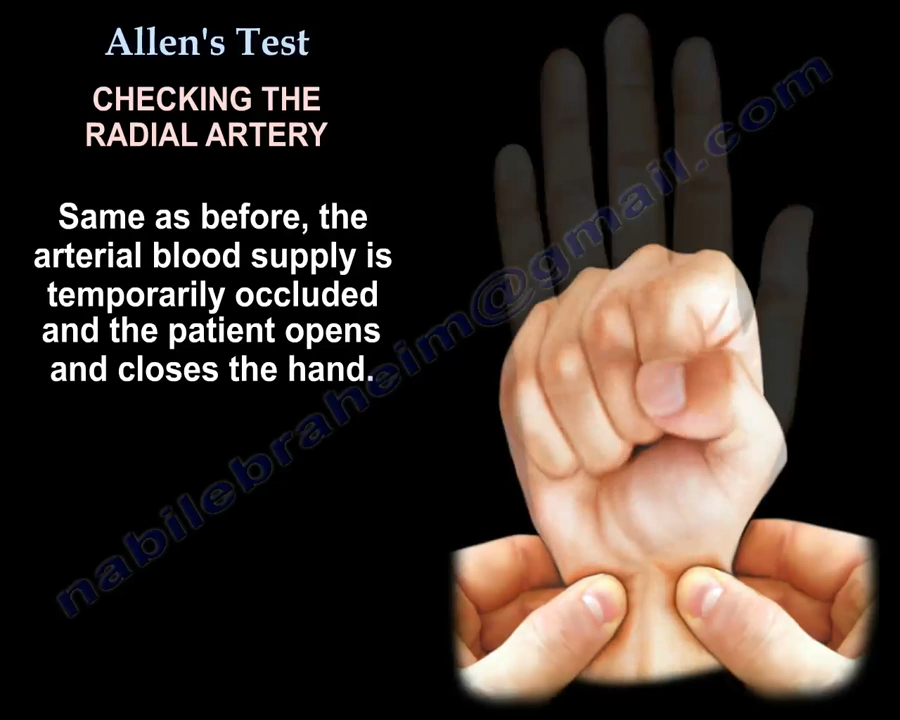 Allen's Test
CHECKING THE
RADIAL ARTERY
Same as before, the
arterial blood supply is
temporarily occluded
and the patient opens
and closes the hand.
nabilebraheim@gmail.com